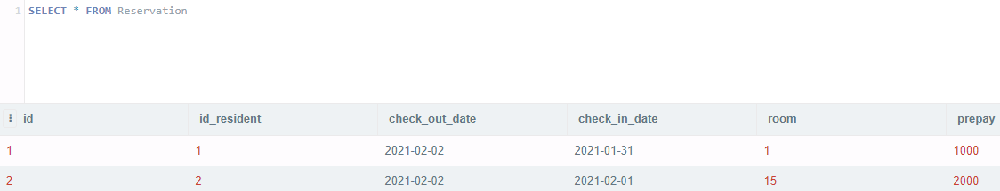 1 SELECT * FROM Reservation
id id_resident check_out_date check_in_date room prepay
1 1 2021-02-02 2021-01-31 1 1000
2 2 2021-02-02 2021-02-01 15 2000